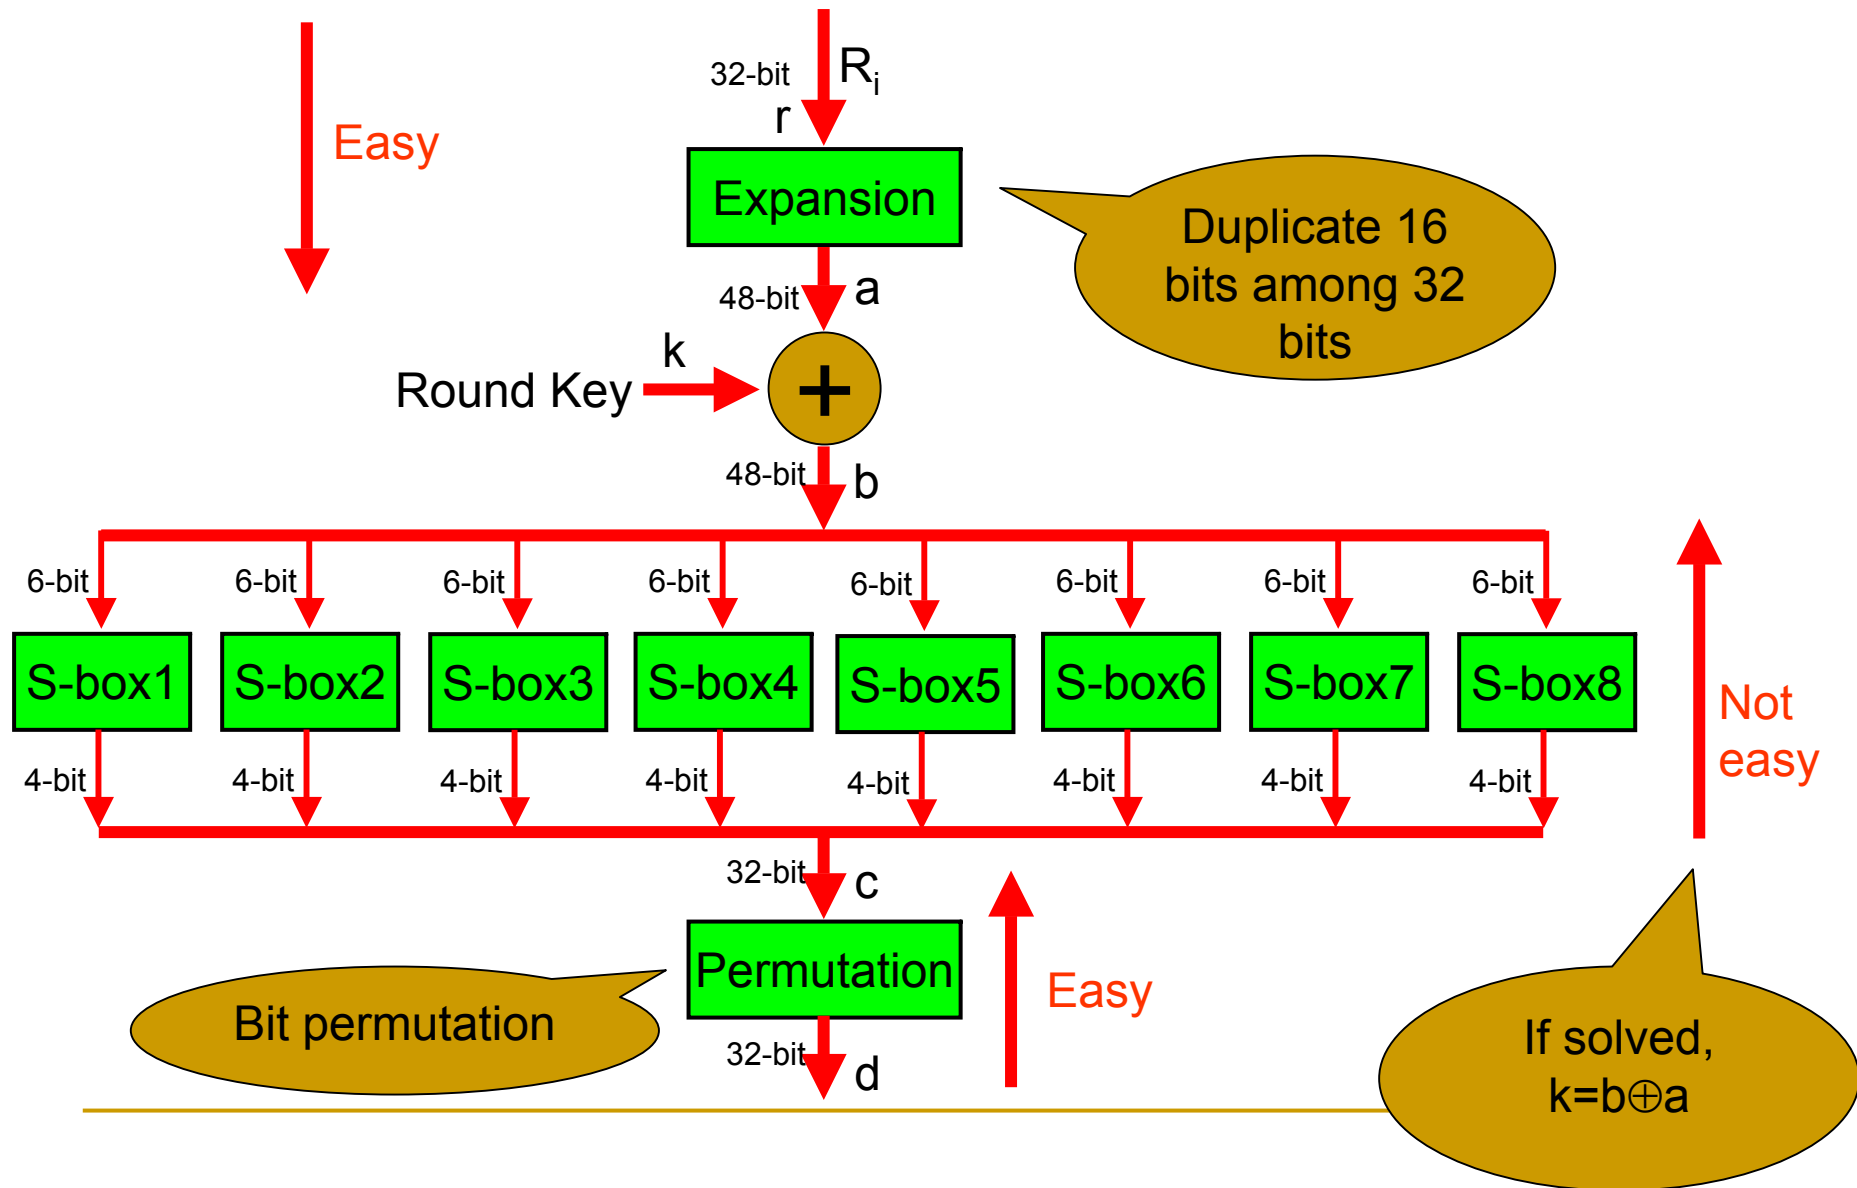 32-bit
R_i
r
Easy
Expansion
Duplicate 16
bits among 32
bits
48-bit
a
k
Round Key
+
48-bit
b
6-bit
6-bit
6-bit
6-bit
6-bit
6-bit
6-bit
6-bit
S-box1
S-box2
S-box3
S-box4
S-box5
S-box6
S-box7
S-box8
Not
easy
4-bit
4-bit
4-bit
4-bit
4-bit
4-bit
4-bit
4-bit
32-bit
c
Permutation
Easy
Bit permutation
32-bit
d
If solved,
k=b⊕a